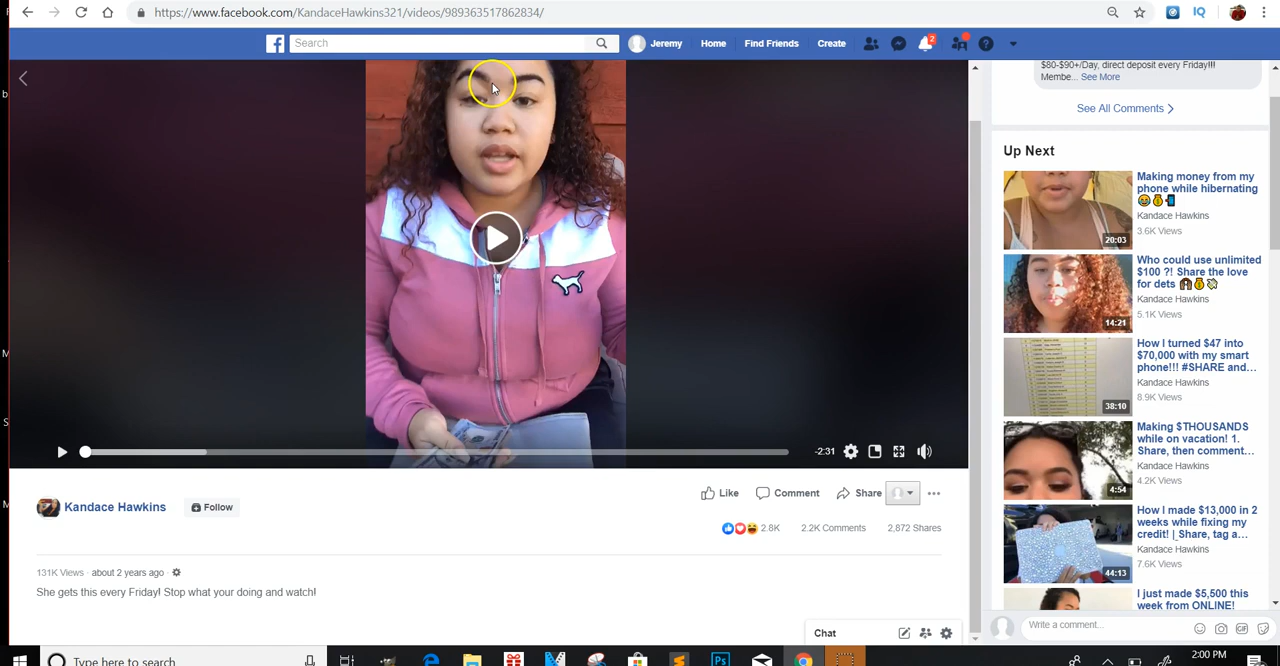 https://www.facebook.com/KandaceHawkins321/videos/989363517862834/
Search
Jeremy
Home
Find Friends
Create
2
$80-$90+/Day, direct deposit every Friday!!!
Membe... See More
See All Comments
Up Next
Making money from my
phone while hibernating
Kandace Hawkins
3.6K Views
20:03
Who could use unlimited
$100 ?! Share the love
for dets
Kandace Hawkins
5.1K Views
14:21
How I turned $47 into
$70,000 with my smart
phone!!! #SHARE and...
Kandace Hawkins
8.9K Views
38:10
Making $THOUSANDS
while on vacation! 1.
Share, then comment...
Kandace Hawkins
4.2K Views
4:54
How I made $13,000 in 2
weeks while fixing my
credit! | Share, tag a...
Kandace Hawkins
7.6K Views
44:13
I just made $5,500 this
week from ONLINE!
Write a comment...
-2:31
Kandace Hawkins
Follow
Like
Comment
Share
2.8K
2.2K Comments
2,872 Shares
131K Views · about 2 years ago ·
She gets this every Friday! Stop what your doing and watch!
Chat
Type here to search
2:00 PM